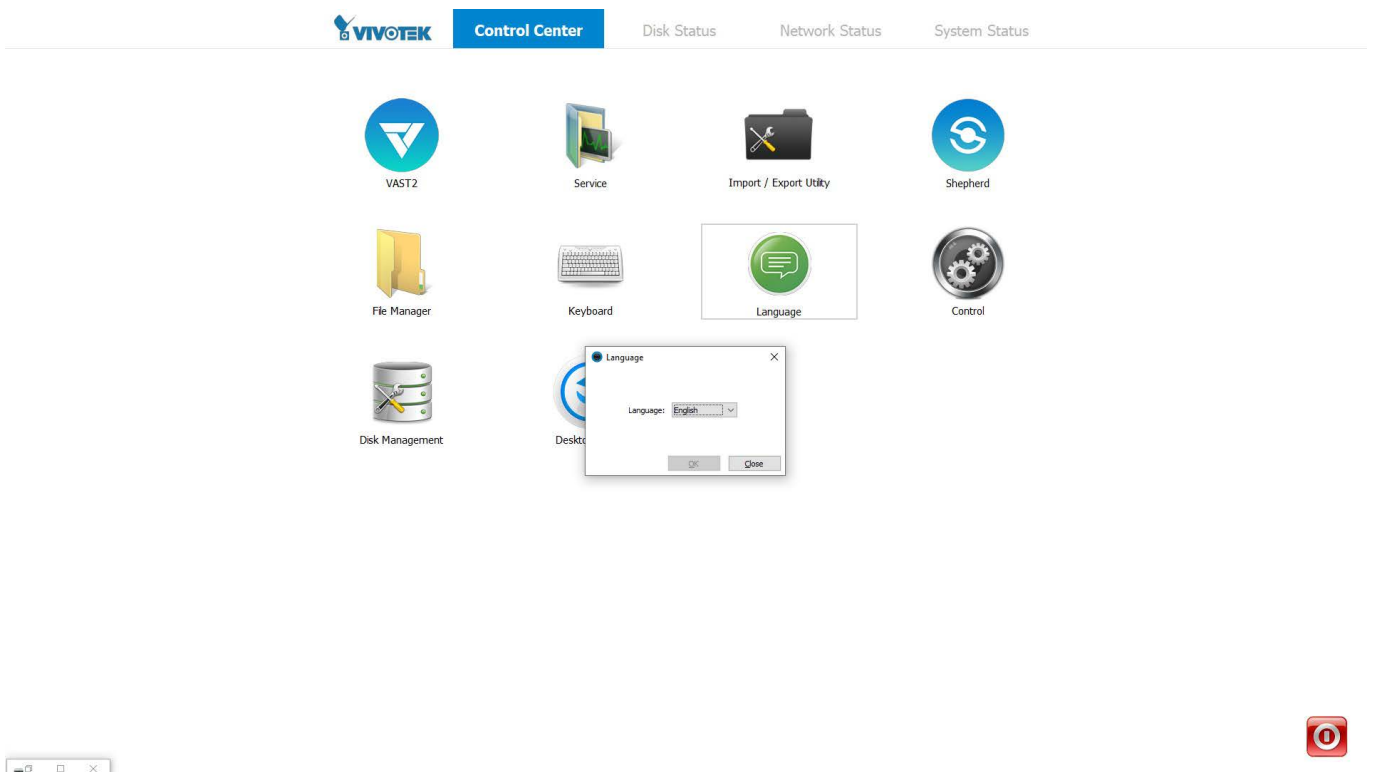 VIVOTEK
Control Center
Disk Status
Network Status
System Status
VAST2
Service
Import / Export Utility
Shepherd
File Manager
Keyboard
Language
Control
Language
Language: English
Disk Management
Deskto
OK
Close